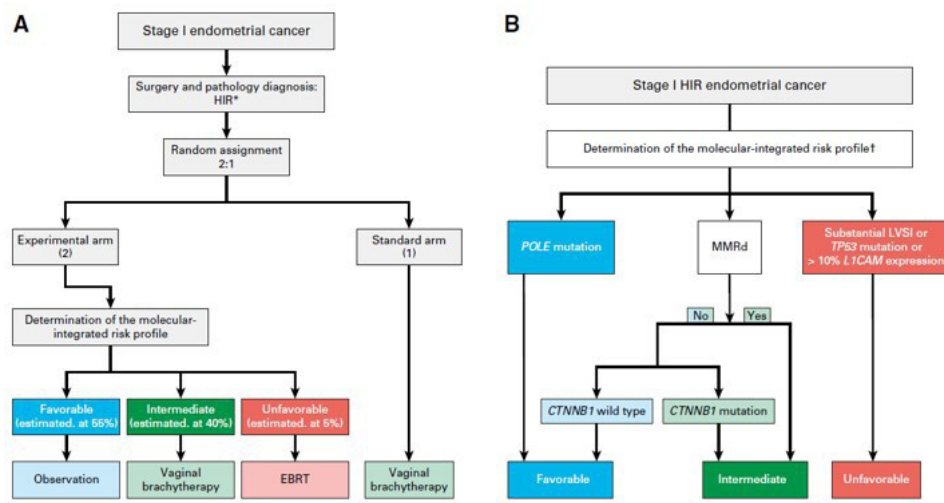 A
Stage I endometrial cancer
Surgery and pathology diagnosis:
HIR*
Random assignment
2:1
Experimental arm
(2)
Standard arm
(1)
Determination of the molecular-
integrated risk profile
Favorable
(estimated. at 55%)
Intermediate
(estimated. at 40%)
Unfavorable
(estimated. at 5%)
Observation
Vaginal
brachytherapy
EBRT
Vaginal
brachytherapy
B
Stage I HIR endometrial cancer
Determination of the molecular-integrated risk profile†
POLE mutation
MMRd
Substantial LVSI or
TP53 mutation or
> 10% L1CAM expression
No
Yes
CTNNB1 wild type
CTNNB1 mutation
Favorable
Intermediate
Unfavorable